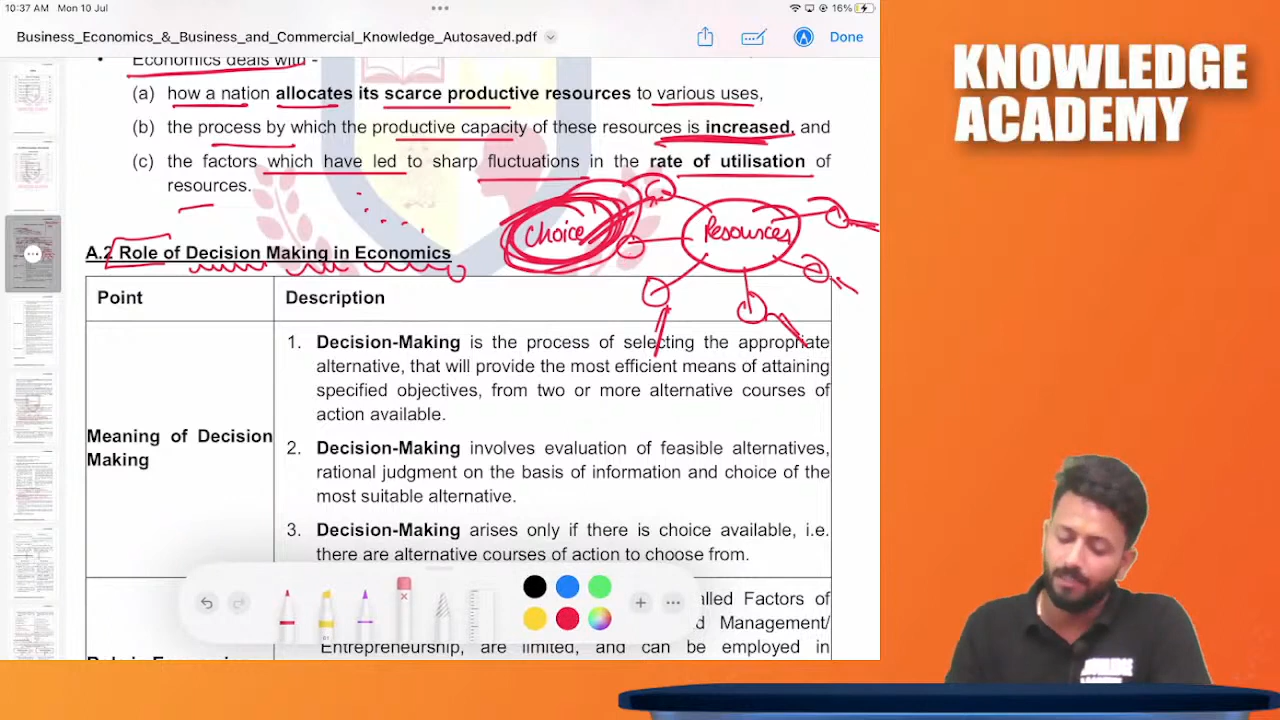 10:37 AM Mon 10 Jul
16%
Business_Economics_&_Business_and_Commercial_Knowledge_Autosaved.pdf
Done
• Economics deals with -
(a) how a nation allocates its scarce productive resources to various uses,
(b) the process by which the productive capacity of these resources is increased, and
(c) the factors which have led to sharp fluctuations in the rate of utilisation of
resources.
Choice
Resources
A.2 Role of Decision Making in Economics
Point Description
1. Decision-Making the process of selecting the appropriate
alternative, that will provide the most efficient means of attaining
specific objectives from two or more alternative courses of
action available.
Meaning of Decision
Making
2. Decision-Making involves evaluation of feasible alternatives,
rational judgment on the basis of information and choice of the
most suitable alternative.
3. Decision-Making arises only if there is choice available, i.e.
there are alternate courses of action to choose from.
called Factors of
Management/
Entrepreneurship, are limited, and can be employed in
KNOWLEDGE
ACADEMY